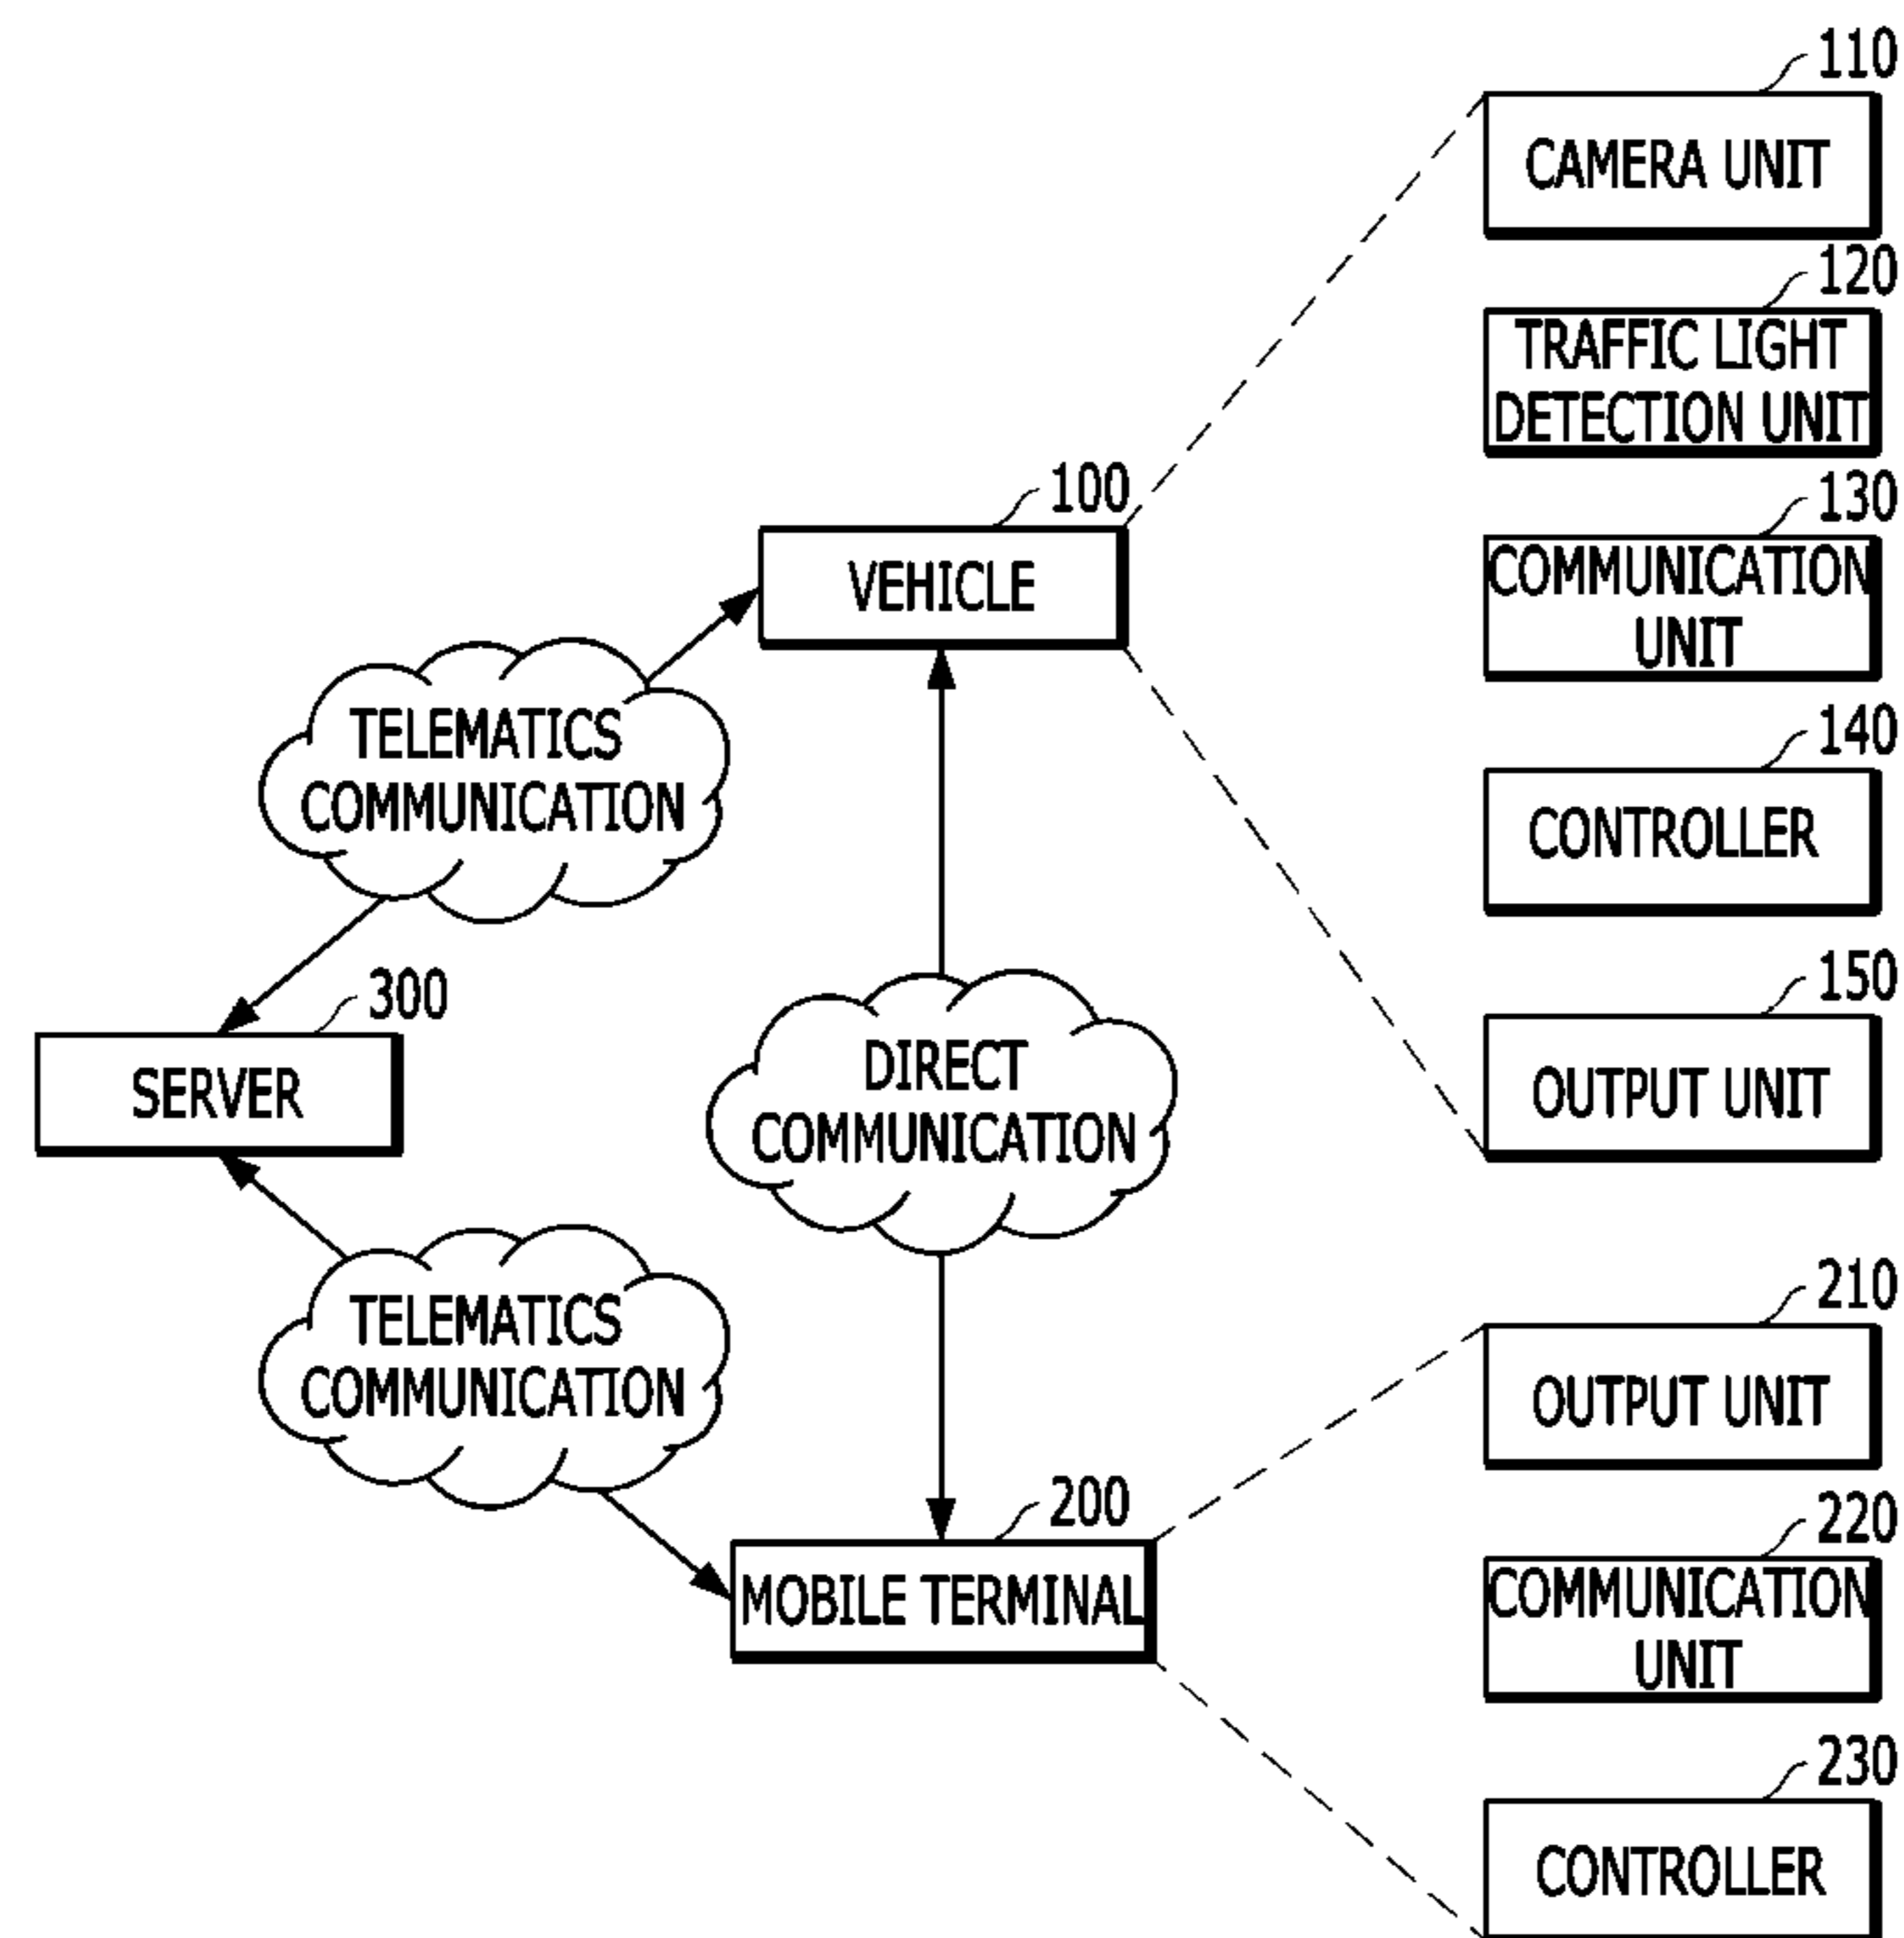 110
CAMERA UNIT
120
TRAFFIC LIGHT
DETECTION UNIT
100
VEHICLE
130
COMMUNICATION
UNIT
TELEMATICS
COMMUNICATION
140
CONTROLLER
300
SERVER
DIRECT
COMMUNICATION
150
OUTPUT UNIT
TELEMATICS
COMMUNICATION
210
OUTPUT UNIT
200
MOBILE TERMINAL
220
COMMUNICATION
UNIT
230
CONTROLLER